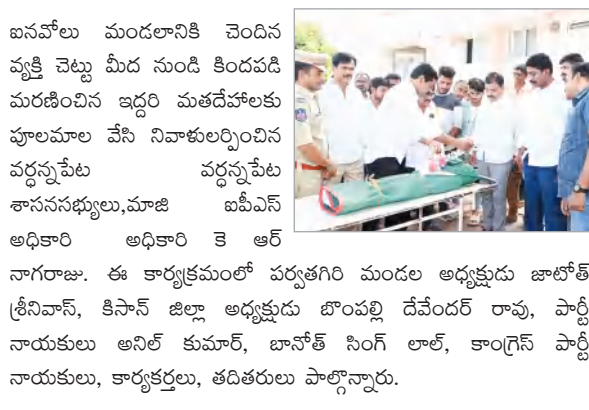 ఐనవోలు మండలానికి చెందిన
వ్యక్తి చెట్టు మీద నుండి కిందపడి
మరణించిన ఇద్దరి మతదేహాలకు
పూలమాల వేసి నివాళులర్పించిన
వర్ధన్నపేట వర్ధన్నపేట
శాసనసభ్యులు,మాజి ఐపీఎస్
అధికారి అధికారి కె ఆర్
నాగరాజు. ఈ కార్యక్రమంలో పర్వతగిరి మండల అధ్యక్షుడు జాటోత్
శ్రీనివాస్, కిసాన్ జిల్లా అధ్యక్షుడు బొంపల్లి దేవేందర్ రావు, పార్టీ
నాయకులు అనిల్ కుమార్, బానోత్ సింగ్ లాల్, కాంగ్రెస్ పార్టీ
నాయకులు, కార్యకర్తలు, తదితరులు పాల్గొన్నారు.